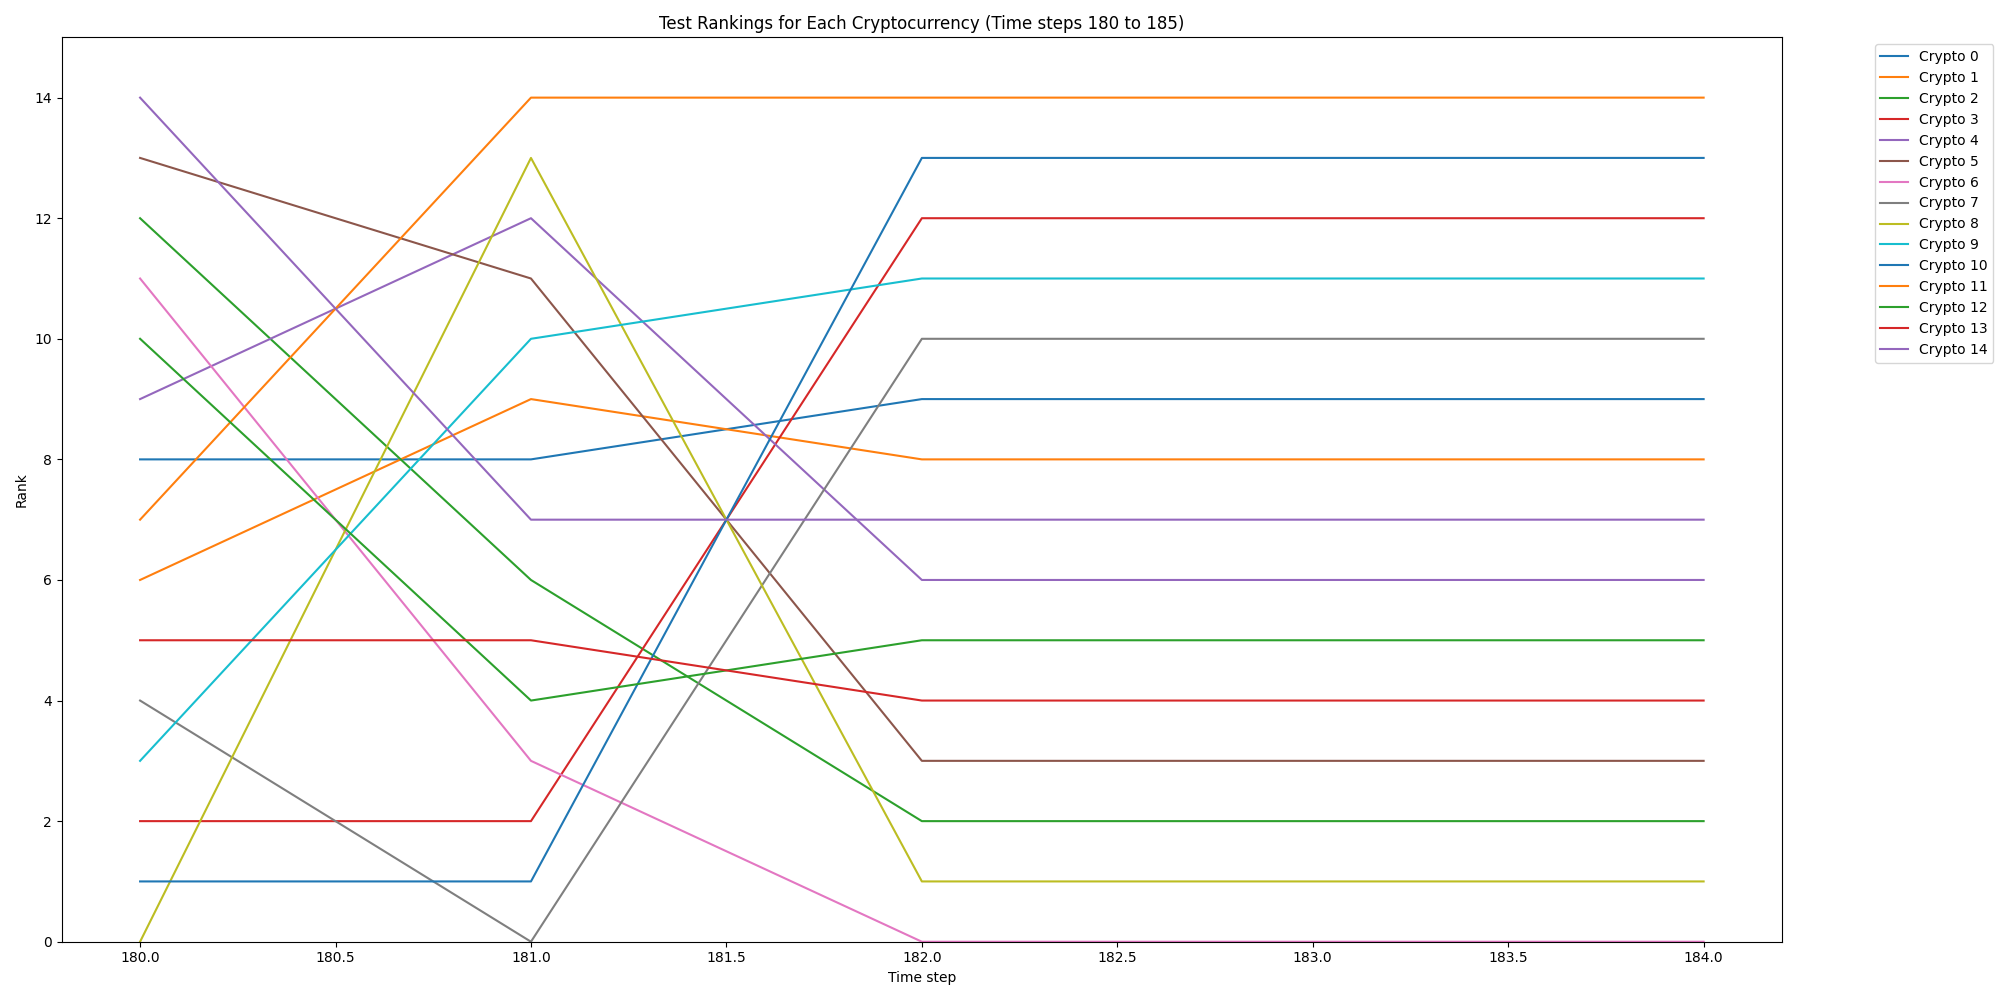 Test Rankings for Each Cryptocurrency (Time steps 180 to 185)
14
12
10
8
6
4
2
0
Rank
180.0
180.5
181.0
181.5
182.0
182.5
183.0
183.5
184.0
Time step
Crypto 0
Crypto 1
Crypto 2
Crypto 3
Crypto 4
Crypto 5
Crypto 6
Crypto 7
Crypto 8
Crypto 9
Crypto 10
Crypto 11
Crypto 12
Crypto 13
Crypto 14